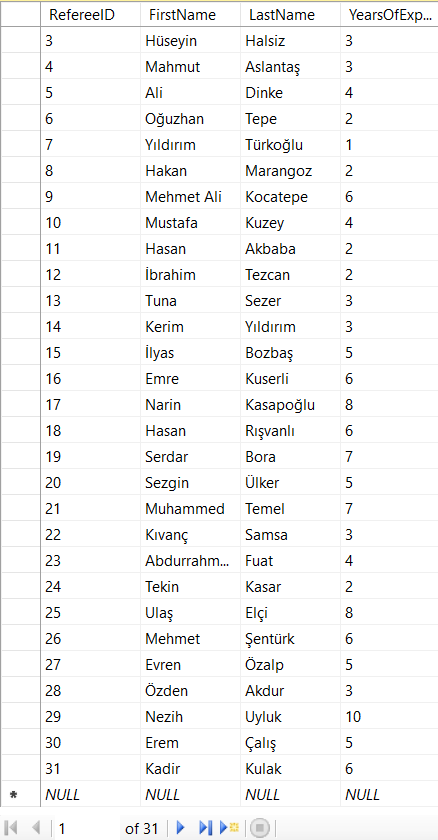 RefereeID FirstName LastName YearsOfExp...
3 Hüseyin Halsiz 3
4 Mahmut Aslantaş 3
5 Ali Dinke 4
6 Oğuzhan Tepe 2
7 Yıldırım Türkoğlu 1
8 Hakan Marangoz 2
9 Mehmet Ali Kocatepe 6
10 Mustafa Kuzey 4
11 Hasan Akbaba 2
12 İbrahim Tezcan 2
13 Tuna Sezer 3
14 Kerim Yıldırım 3
15 İlyas Bozbaş 5
16 Emre Kuserli 6
17 Narin Kasapoğlu 8
18 Hasan Rışvanlı 6
19 Serdar Bora 7
20 Sezgin Ülker 5
21 Muhammed Temel 7
22 Kıvanç Samsa 3
23 Abdurrahm... Fuat 4
24 Tekin Kasar 2
25 Ulaş Elçi 8
26 Mehmet Şentürk 6
27 Evren Özalp 5
28 Özden Akdur 3
29 Nezih Uyluk 10
30 Erem Çalış 5
31 Kadir Kulak 6
* NULL NULL NULL NULL
1 of 31